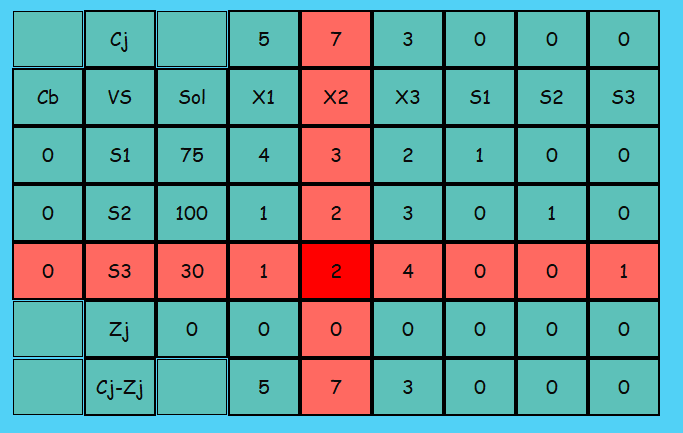 Cj 5 7 3 0 0 0
Cb VS Sol X1 X2 X3 S1 S2 S3
0 S1 75 4 3 2 1 0 0
0 S2 100 1 2 3 0 1 0
0 S3 30 1 2 4 0 0 1
Zj 0 0 0 0 0 0 0
Cj-Zj 5 7 3 0 0 0